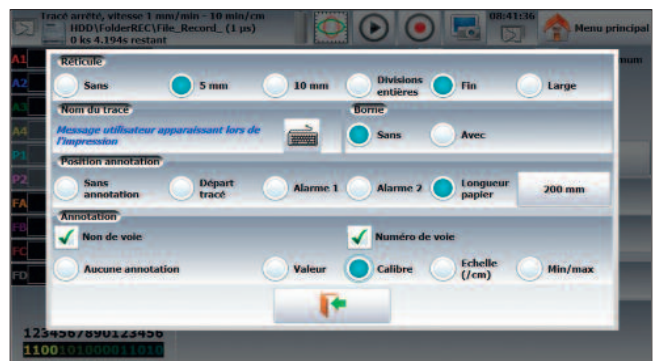 Tracé arrêté, vitesse 1 mm/min - 10 min/cm
HDD\FolderREC\File_Record_ (1 µs)
0 ks 4.194s restant
08:41:36
Menu principal
A1
Réticule
Sans
5 mm
10 mm
Divisions entières
Fin
Large
A2
Nom du tracé
Borne
A3
Message utilisateur apparaissant lors de l'impression
Sans
Avec
A4
P1
Position annotation
P2
Sans annotation
Départ tracé
Alarme 1
Alarme 2
Longueur papier
200 mm
FA
Annotation
FB
Non de voie
Numéro de voie
FC
FD
Aucune annotation
Valeur
Calibre
Echelle (/cm)
Min/max
1234567890123456
1100101000011010